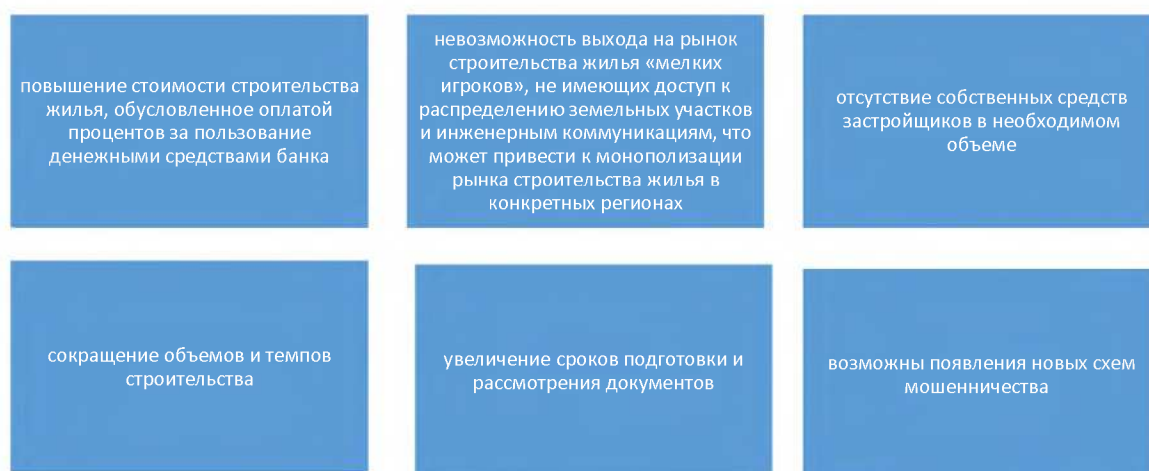 повышение стоимости строительства
жилья, обусловленное оплатой
процентов за пользование
денежными средствами банка
невозможность выхода на рынок
строительства жилья «мелких
игроков», не имеющих доступ к
распределению земельных участков
и инженерным коммуникациям, что
может привести к монополизации
рынка строительства жилья в
конкретных регионах
отсутствие собственных средств
застройщиков в необходимом
объеме
сокращение объемов и темпов
строительства
увеличение сроков подготовки и
рассмотрения документов
возможны появления новых схем
мошенничества